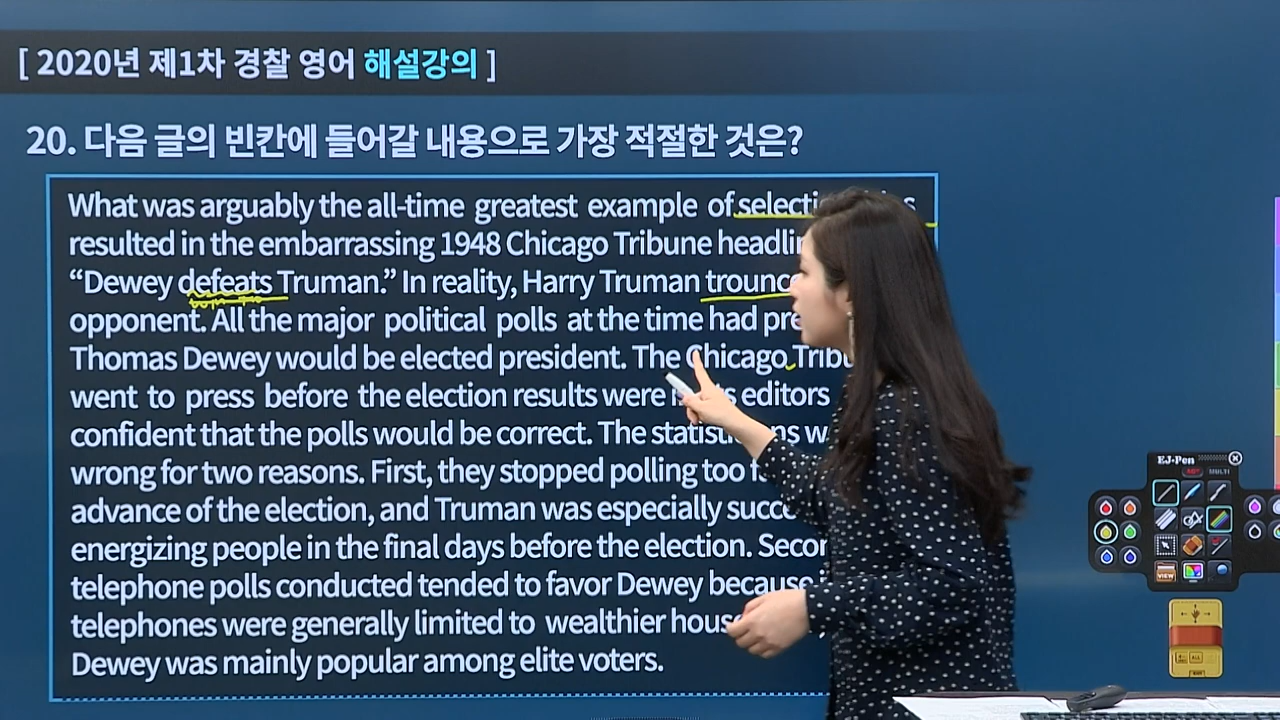 [ 2020년 제1차 경찰 영어 해설강의 ]
20. 다음 글의 빈칸에 들어갈 내용으로 가장 적절한 것은?
What was arguably the all-time greatest example of
resulted in the embarrassing 1948 Chicago Tribune
“Dewey defeats Truman.” In reality, Harry Truman
opponent. All the major political polls at the time had
Thomas Dewey would be elected president. The Chicago
went to press before the election results were editors
confident that the polls would be correct. The
wrong for two reasons. First, they stopped polling too
advance of the election, and Truman was especially
energizing people in the final days before the election.
telephone polls conducted tended to favor Dewey because
telephones were generally limited to wealthier
Dewey was mainly popular among elite voters.
EJ-Pen
VIEW